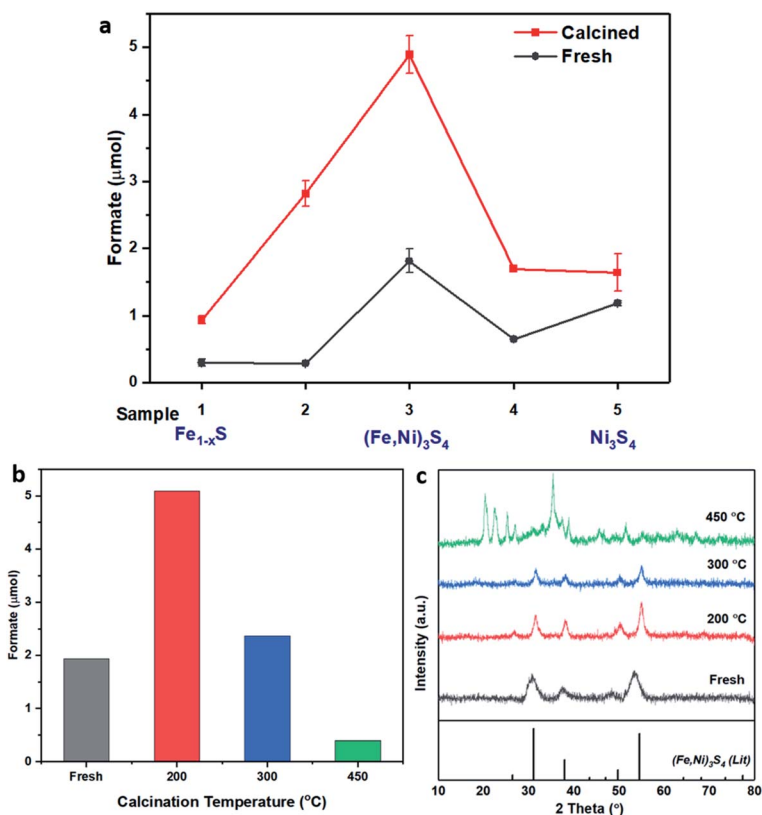 a
Calcined
Fresh
Formate (μmol)
5
4
3
2
1
0
Sample 1 2 3 4 5
Fe1-xS (Fe,Ni)3S4 Ni3S4
b
Formate (μmol)
5
4
3
2
1
0
Fresh 200 300 450
Calcination Temperature (°C)
c
Intensity (a.u.)
450 °C
300 °C
200 °C
Fresh
(Fe,Ni)3S4 (Lit)
10 20 30 40 50 60 70 80
2 Theta (°)